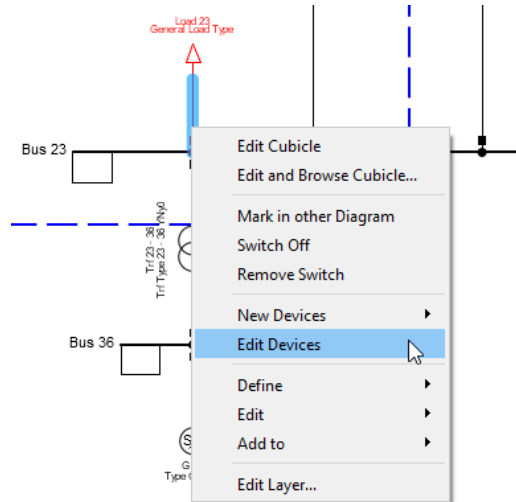 Load 23
General Load Type
Bus 23
Edit Cubicle
Edit and Browse Cubicle...
Mark in other Diagram
Switch Off
Remove Switch
Trf 23 - 36
Trf Type 23 - 36 YNy0
New Devices
Bus 36
Edit Devices
Define
Edit
Add to
G
Type
Edit Layer...